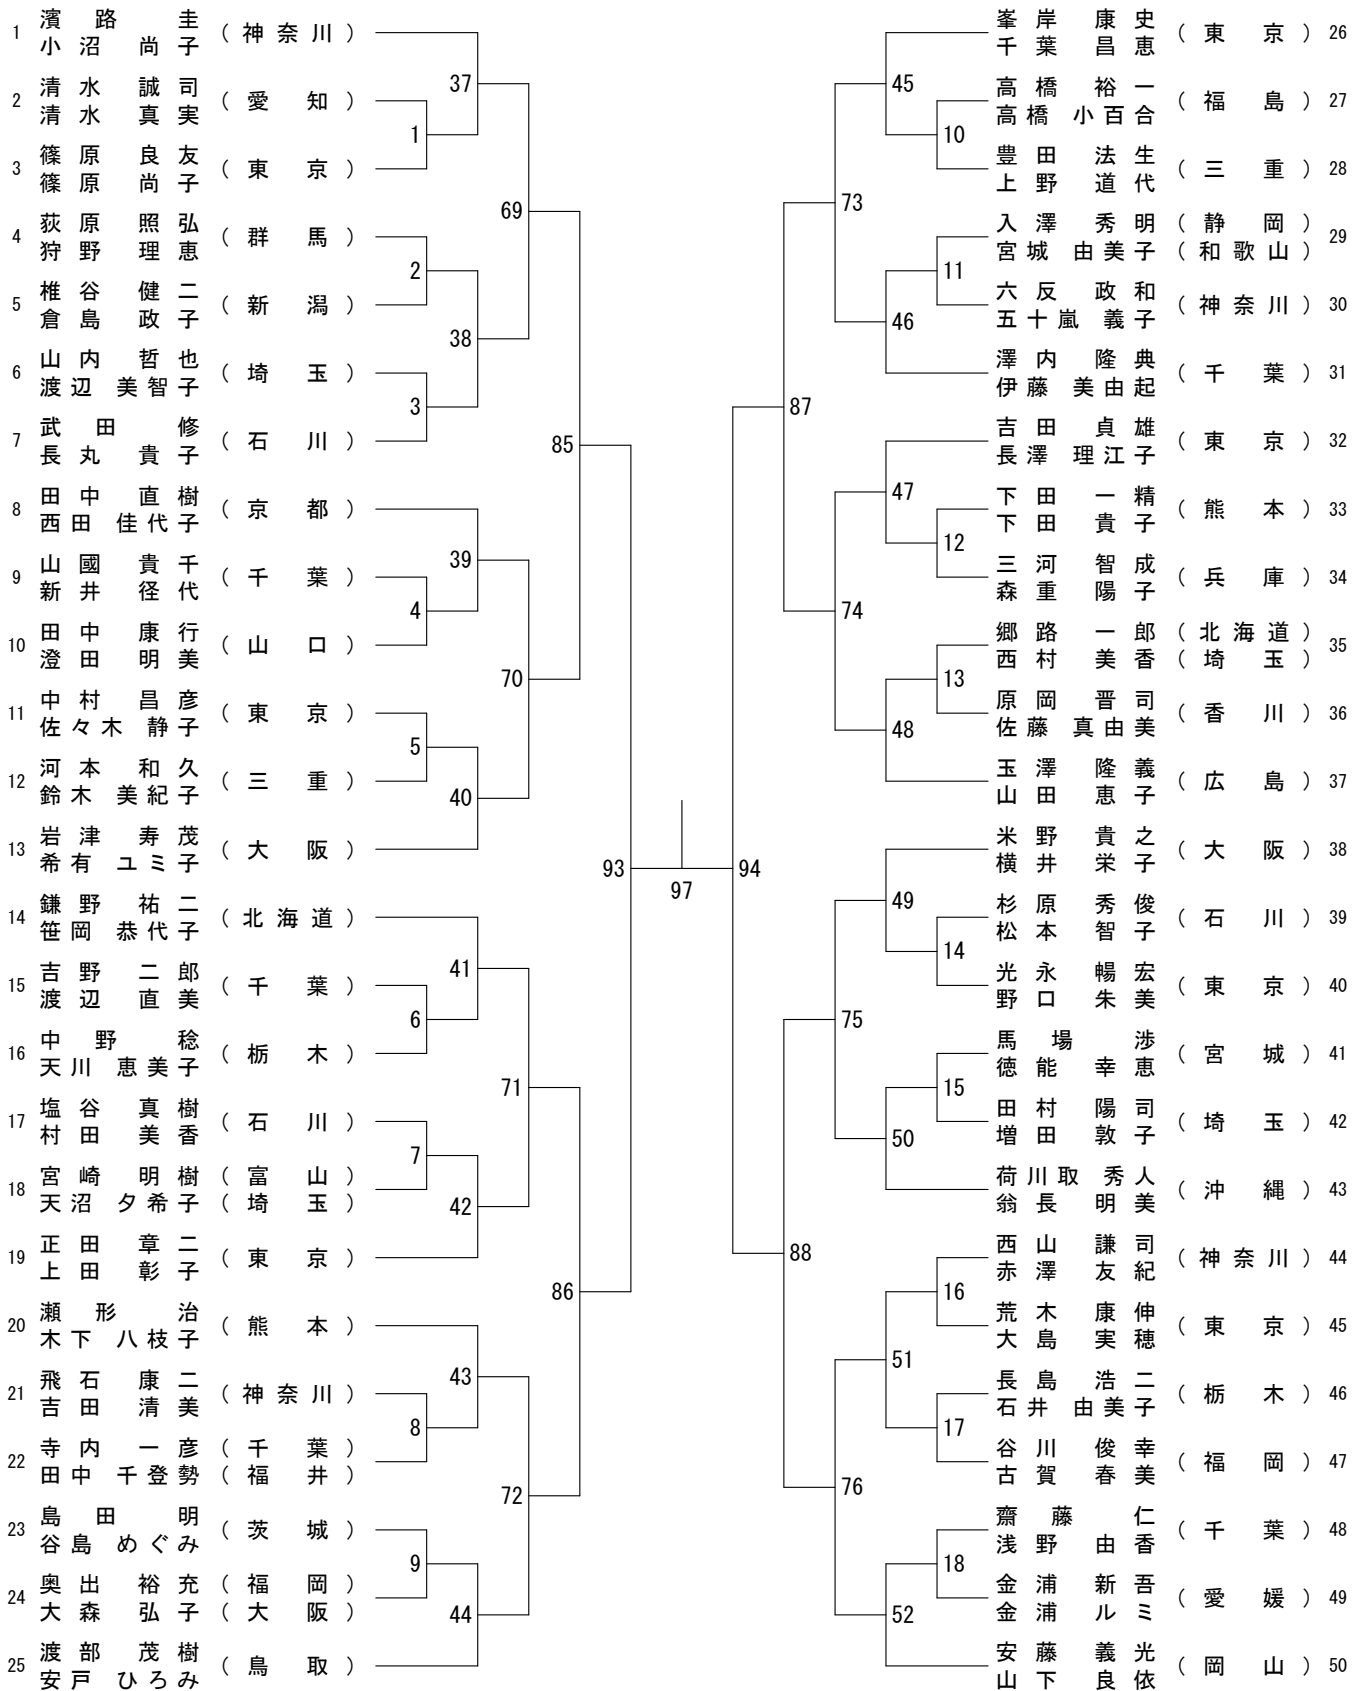 1 濱路 圭 (神奈川)
小沼 尚子
2 清水 誠司 (愛知)
清水 真実
3 篠原 良友 (東京)
篠原 尚子
4 荻原 照弘 (群馬)
狩野 理恵
5 椎谷 健二 (新潟)
倉島 政子
6 山内 哲也 (埼玉)
渡辺 美智子
7 武田 修 (石川)
長丸 貴子
8 田中 直樹 (京都)
西田 佳代子
9 山國 貴千 (千葉)
新井 径代
10 田中 康行 (山口)
澄田 明美
11 中村 昌彦 (東京)
佐々木 静子
12 河本 和久 (三重)
鈴木 美紀子
13 岩津 寿茂 (大阪)
希有 ユミ子
14 鎌野 祐二 (北海道)
笹岡 恭代子
15 吉野 二郎 (千葉)
渡辺 直美
16 中野 稔 (栃木)
天川 恵美子
17 塩谷 真樹 (石川)
村田 美香
18 宮崎 明樹 (富山)
天沼 夕希子 (埼玉)
19 正田 章二 (東京)
上田 彰子
20 瀬形 治 (熊本)
木下 八枝子
21 飛石 康二 (神奈川)
吉田 清美
22 寺内 一彦 (千葉)
田中 千登勢 (福井)
23 島田 明 (茨城)
谷島 めぐみ
24 奥出 裕充 (福岡)
大森 弘子 (大阪)
25 渡部 茂樹 (鳥取)
安戸 ひろみ
37
1
69
2
38
3
85
39
4
70
5
40
93
41
6
71
7
42
86
43
8
72
9
44
97
94
45
10
73
11
46
87
47
12
74
13
48
49
14
75
15
50
88
16
51
17
76
18
52
峯岸 康史 (東京) 26
千葉 昌恵
高橋 裕一 (福島) 27
高橋 小百合
豊田 法生 (三重) 28
上野 道代
入澤 秀明 (静岡) 29
宮城 由美子 (和歌山)
六反 政和 (神奈川) 30
五十嵐 義子
澤内 隆典 (千葉) 31
伊藤 美由起
吉田 貞雄 (東京) 32
長澤 理江子
下田 一精 (熊本) 33
下田 貴子
三河 智成 (兵庫) 34
森重 陽子
郷路 一郎 (北海道) 35
西村 美香 (埼玉)
原岡 晋司 (香川) 36
佐藤 真由美
玉澤 隆義 (広島) 37
山田 恵子
米野 貴之 (大阪) 38
横井 栄子
杉原 秀俊 (石川) 39
松本 智子
光永 暢宏 (東京) 40
野口 朱美
馬場 渉 (宮城) 41
徳能 幸恵
田村 陽司 (埼玉) 42
増田 敦子
荷川取 秀人 (沖縄) 43
翁長 明美
西山 謙司 (神奈川) 44
赤澤 友紀
荒木 康伸 (東京) 45
大島 実穂
長島 浩二 (栃木) 46
石井 由美子
谷川 俊幸 (福岡) 47
古賀 春美
齋藤 仁 (千葉) 48
浅野 由香
金浦 新吾 (愛媛) 49
金浦 ルミ
安藤 義光 (岡山) 50
山下 良依